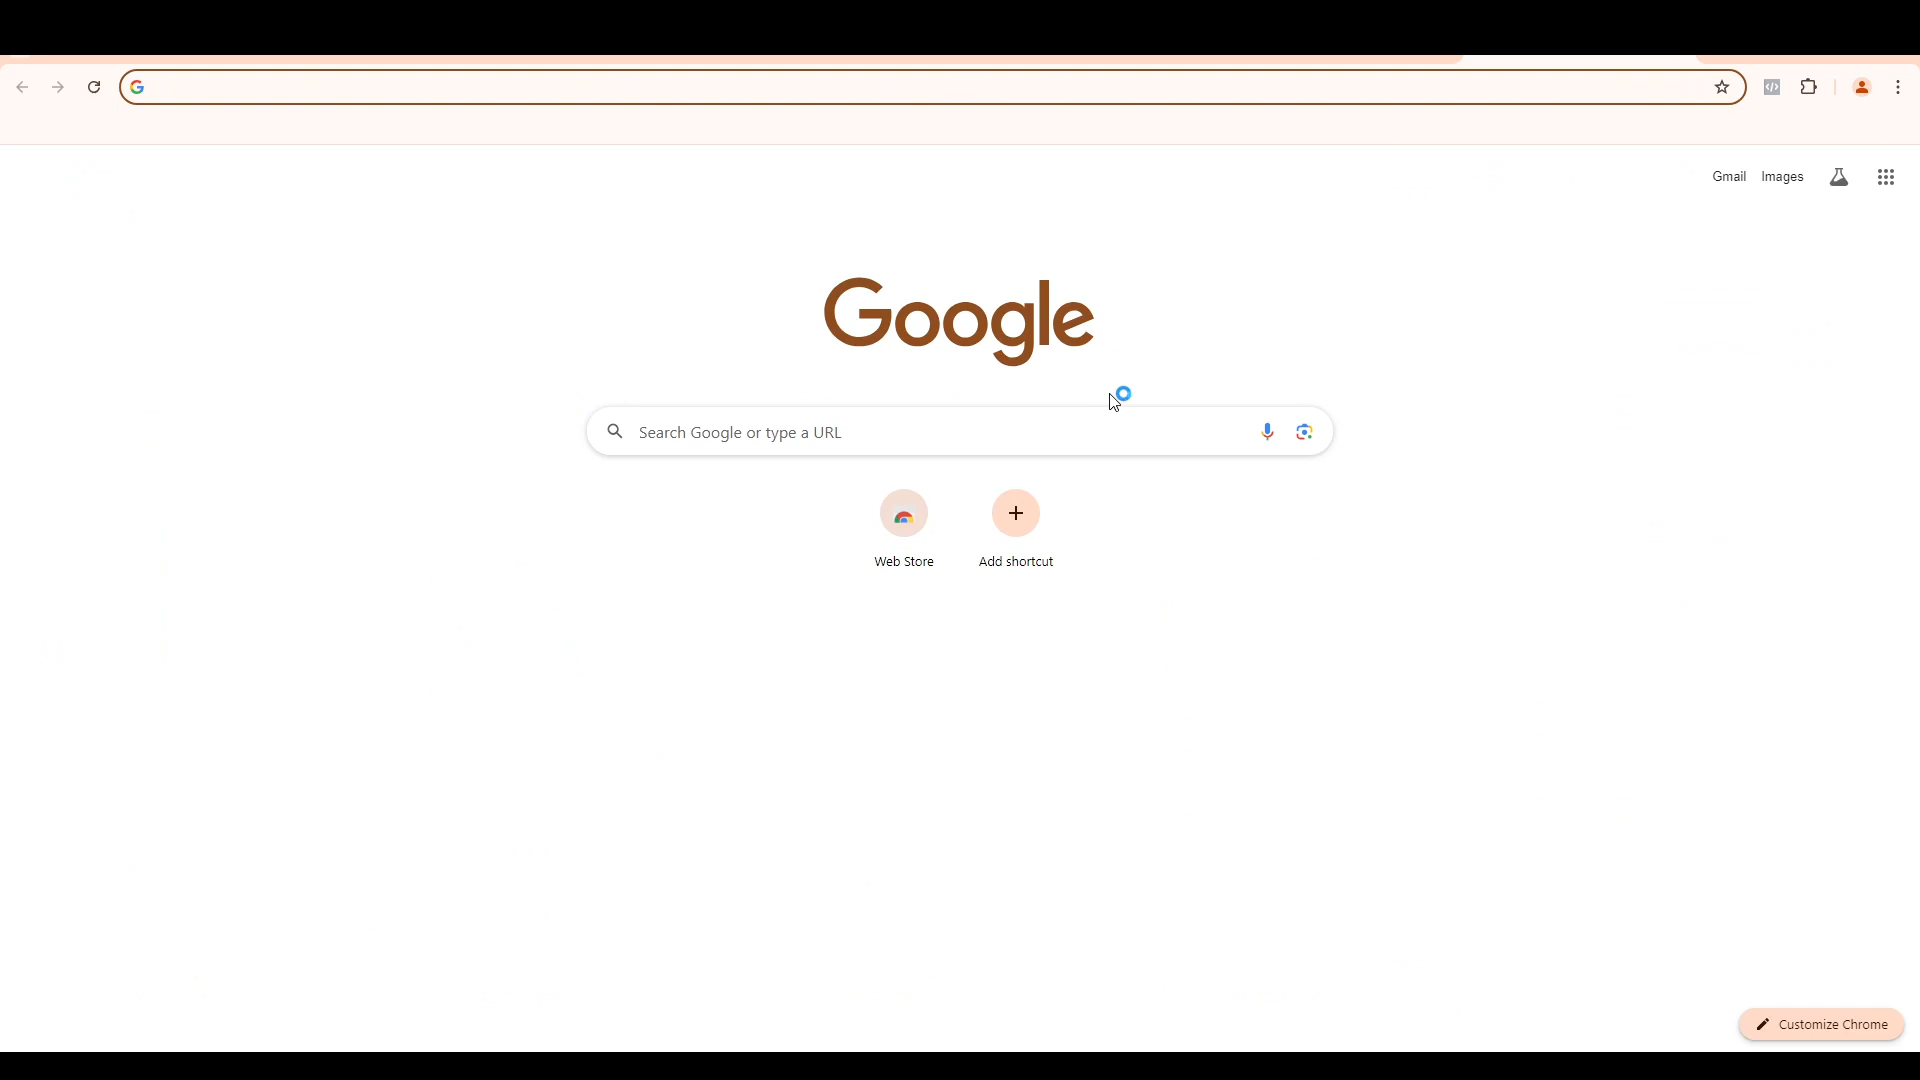 Gmail Images
Google
Search Google or type a URL
Web Store
Add shortcut
Customize Chrome